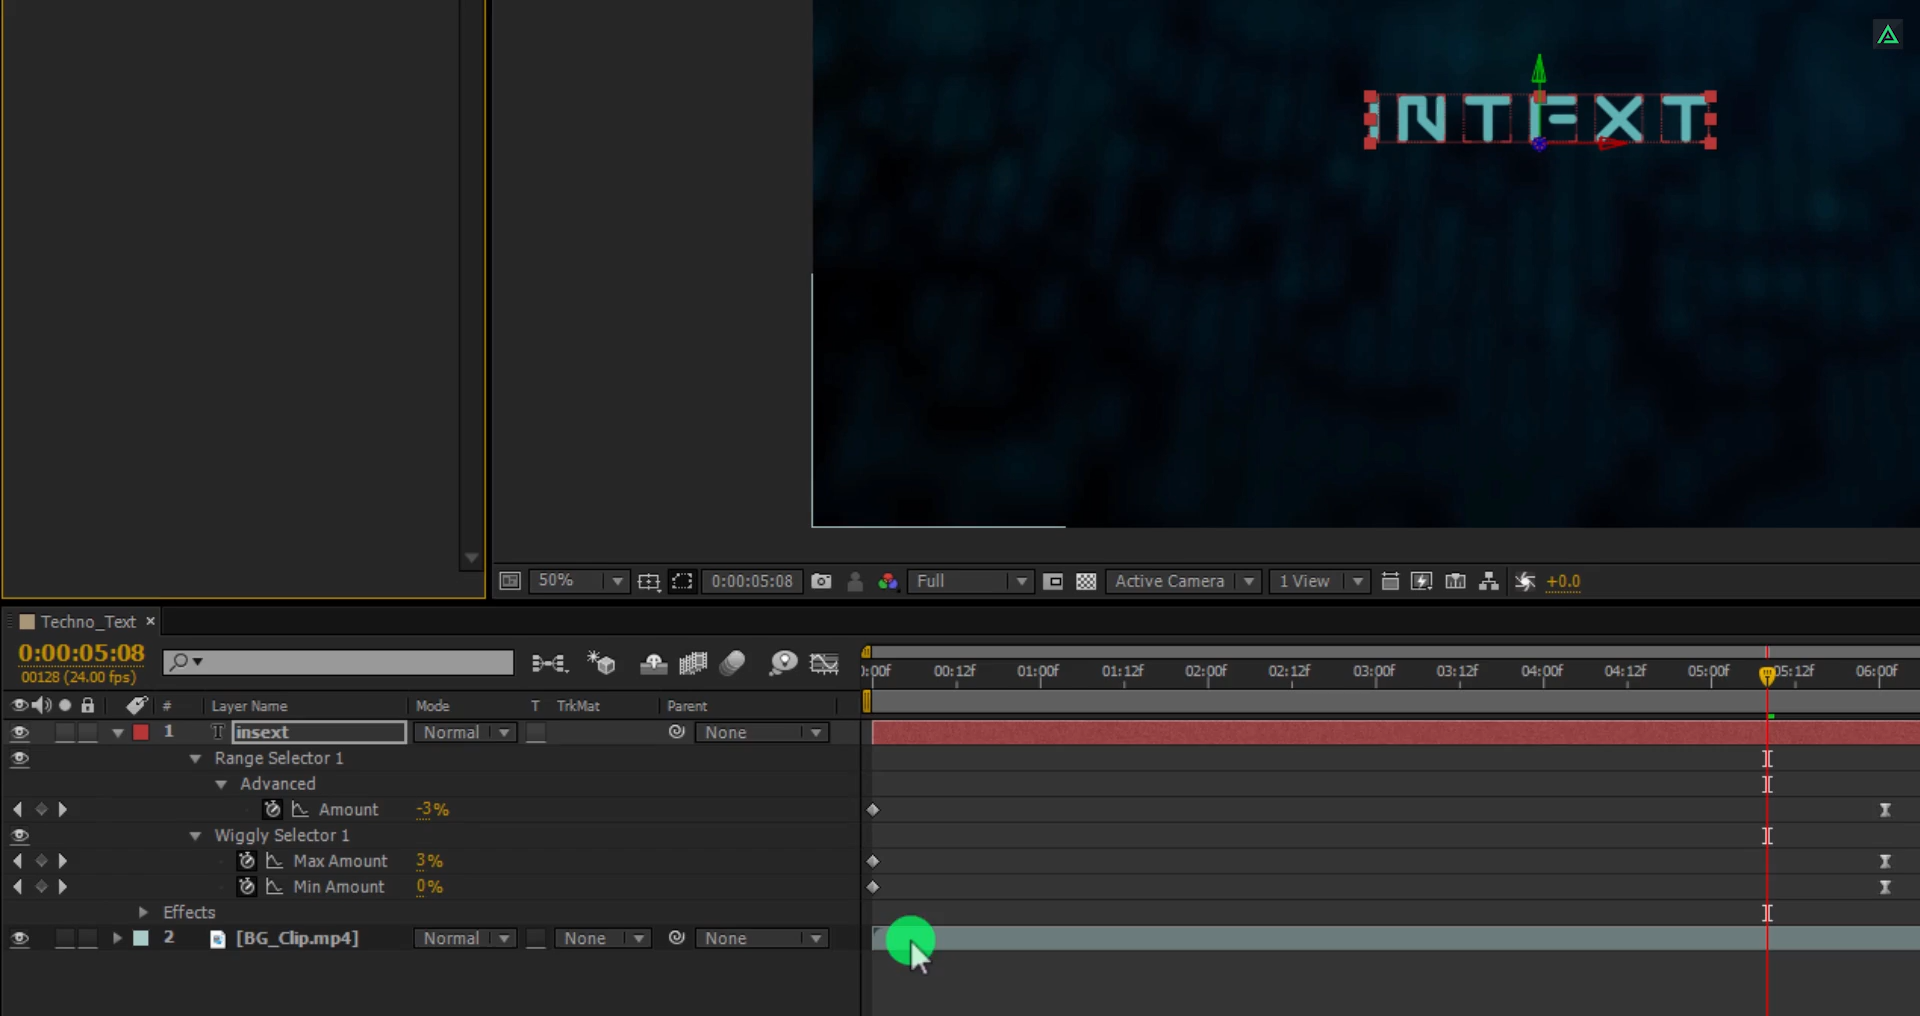 INTEXT
50%
0:00:05:08
Full
Active Camera
1 View
+0.0
Techno_Text ×
0:00:05:08
00128 (24.00 fps)
:00f 00:12f 01:00f 01:12f 02:00f 02:12f 03:00f 03:12f 04:00f 04:12f 05:00f 05:12f 06:00f
# Layer Name Mode T TrkMat Parent
1 T insext Normal None
Range Selector 1
Advanced
Amount -3%
Wiggly Selector 1
Max Amount 3%
Min Amount 0%
Effects
2 [BG_Clip.mp4] Normal None None